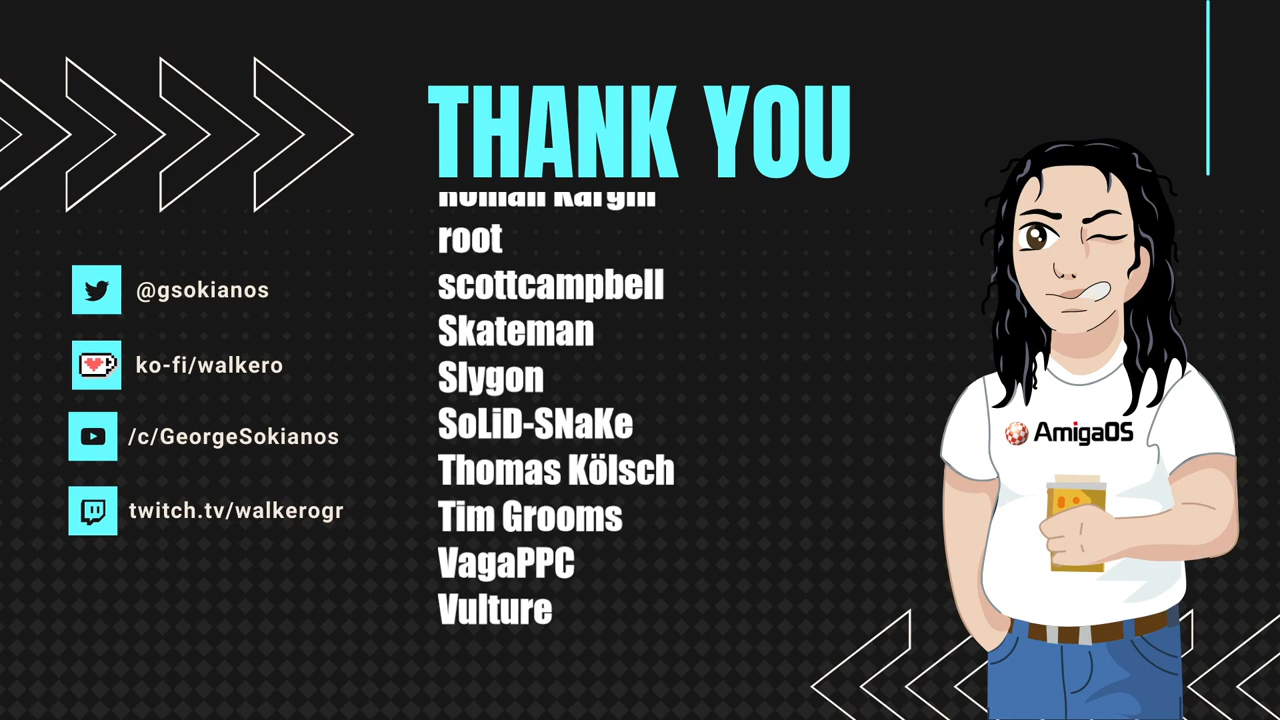 THANK YOU
root
scottcampbell
Skateman
Slygon
SoLiD-SNaKe
Thomas Kölsch
Tim Grooms
VagaPPC
Vulture
@gsokianos
ko-fi/walkero
/c/GeorgeSokianos
twitch.tv/walkerogr
AmigaOS